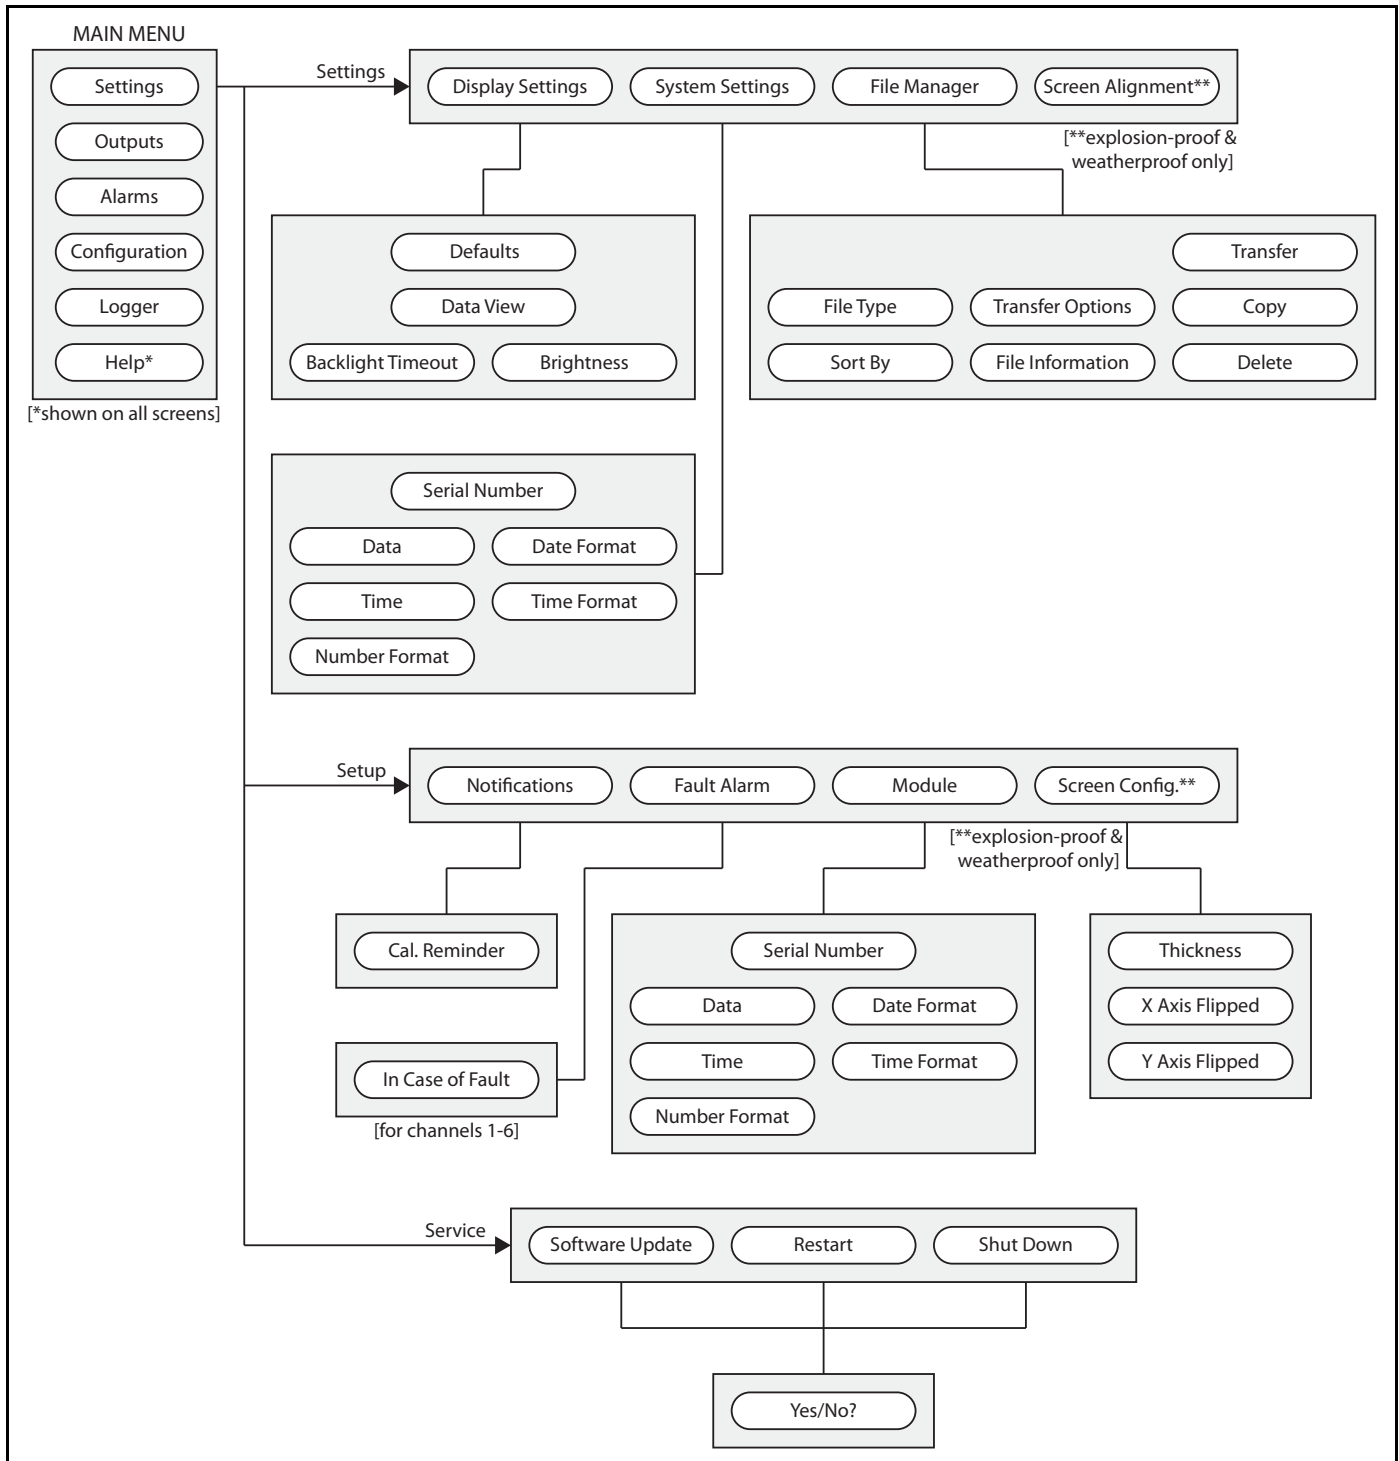 MAIN MENU
Settings
Outputs
Alarms
Configuration
Logger
Help*
[*shown on all screens]
Settings
Display Settings
System Settings
File Manager
Screen Alignment**
[**explosion-proof &
weatherproof only]
Defaults
Data View
Backlight Timeout
Brightness
Transfer
File Type
Transfer Options
Copy
Sort By
File Information
Delete
Serial Number
Data
Date Format
Time
Time Format
Number Format
Setup
Notifications
Fault Alarm
Module
Screen Config.**
[**explosion-proof &
weatherproof only]
Cal. Reminder
In Case of Fault
[for channels 1-6]
Serial Number
Data
Date Format
Time
Time Format
Number Format
Thickness
X Axis Flipped
Y Axis Flipped
Service
Software Update
Restart
Shut Down
Yes/No?